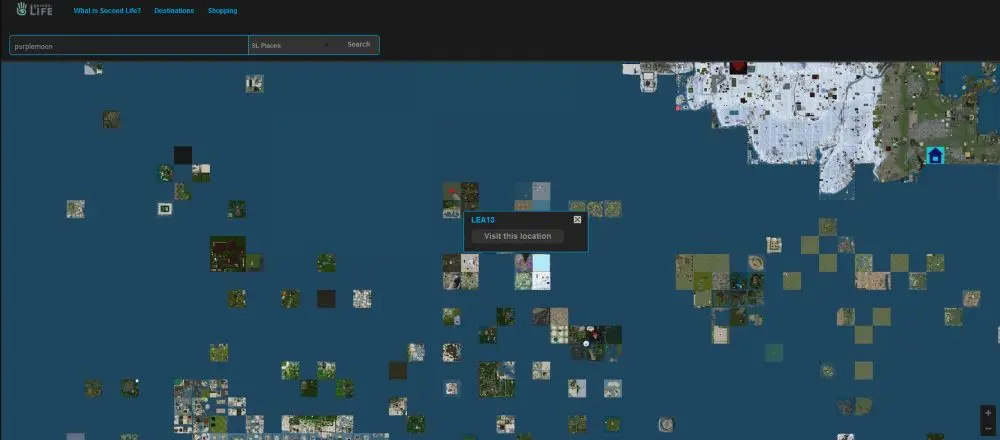 SECOND
LIFE
What is Second Life?
Destinations
Shopping
purplemoon
SL Places
Search
LEA13
Visit this location